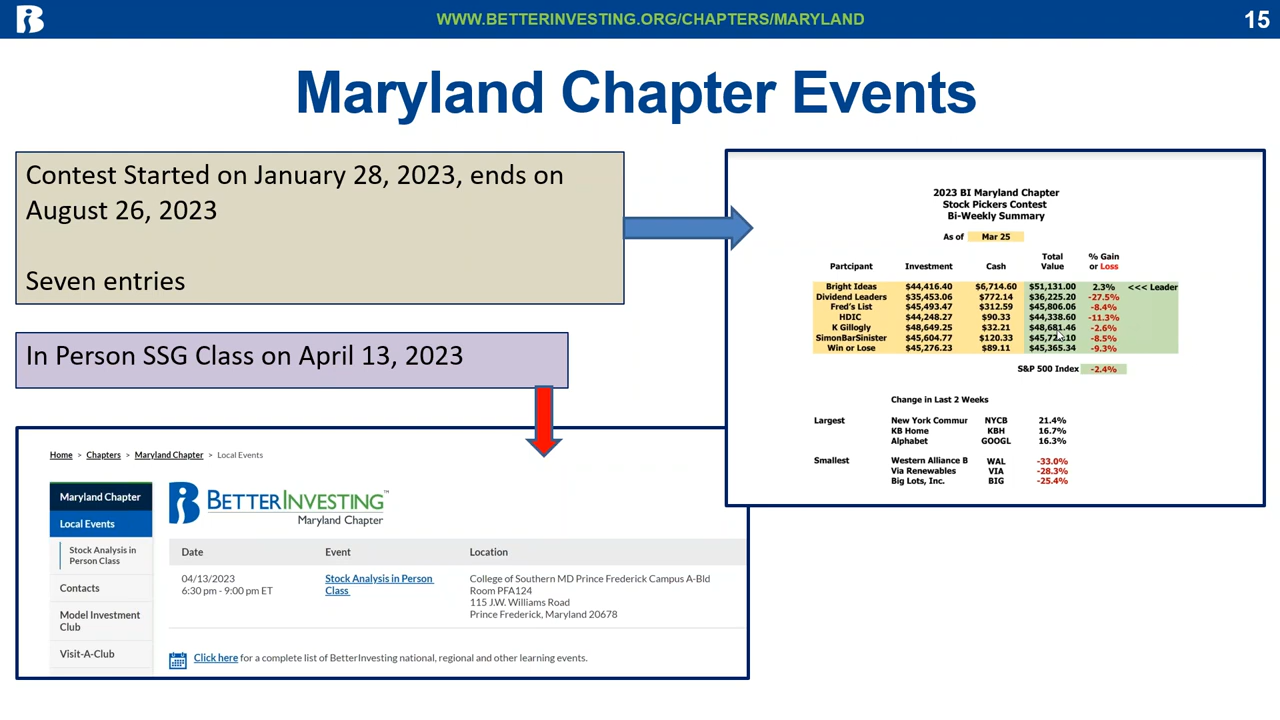 WWW.BETTERINVESTING.ORG/CHAPTERS/MARYLAND
15
Maryland Chapter Events
Contest Started on January 28, 2023, ends on
August 26, 2023
Seven entries
In Person SSG Class on April 13, 2023
2023 BI Maryland Chapter
Stock Pickers Contest
Bi-Weekly Summary
As of Mar 25
Total % Gain
Partcipant Investment Cash Value or Loss
Bright Ideas $44,416.40 $6,714.60 $51,131.00 2.3% <<< Leader
Dividend Leaders $35,453.06 $772.14 $36,225.20 -27.5%
Fred's List $45,493.47 $312.59 $45,806.06 -8.4%
HDIC $44,248.27 $90.33 $44,338.60 -11.3%
K Gillogly $48,649.25 $32.21 $48,681.46 -2.6%
SimonBarSinister $45,604.77 $120.33 -8.5%
Win or Lose $45,276.23 $89.11 $45,365.34 -9.3%
S&P 500 Index -2.4%
Change in Last 2 Weeks
Largest New York Commur NYCB 21.4%
KB Home KBH 16.7%
Alphabet GOOGL 16.3%
Smallest Western Alliance B WAL -33.0%
Via Renewables VIA -28.3%
Big Lots, Inc. BIG -25.4%
Home > Chapters > Maryland Chapter > Local Events
Maryland Chapter
Local Events
Stock Analysis in
Person Class
Contacts
Model Investment
Club
Visit-A-Club
BETTERINVESTING™
Maryland Chapter
Date Event Location
04/13/2023 Stock Analysis in Person College of Southern MD Prince Frederick Campus A-Bld
6:30 pm - 9:00 pm ET Class Room PFA124
115 J.W. Williams Road
Prince Frederick, Maryland 20678
Click here for a complete list of BetterInvesting national, regional and other learning events.